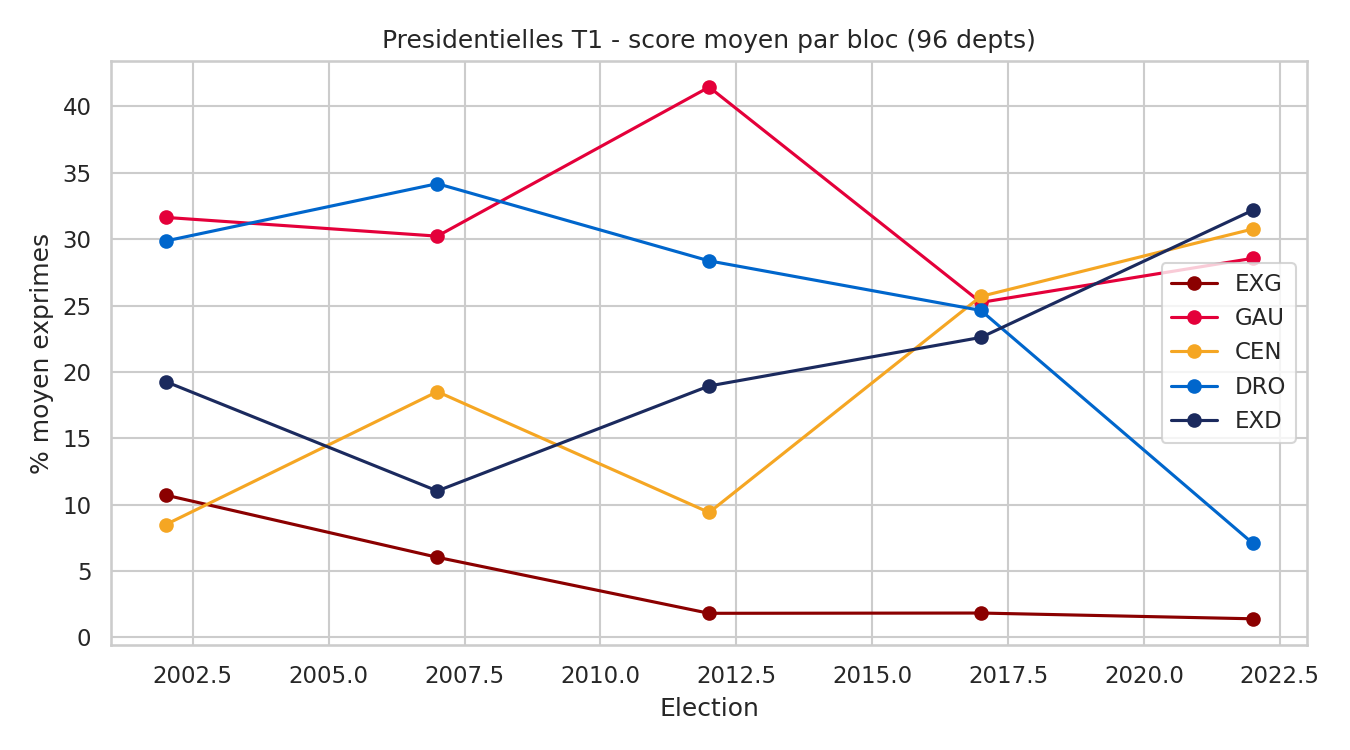 Presidentielles T1 - score moyen par bloc (96 depts)
% moyen exprimes
40
35
30
25
20
15
10
5
0
EXG
GAU
CEN
DRO
EXD
2002.5 2005.0 2007.5 2010.0 2012.5 2015.0 2017.5 2020.0 2022.5
Election